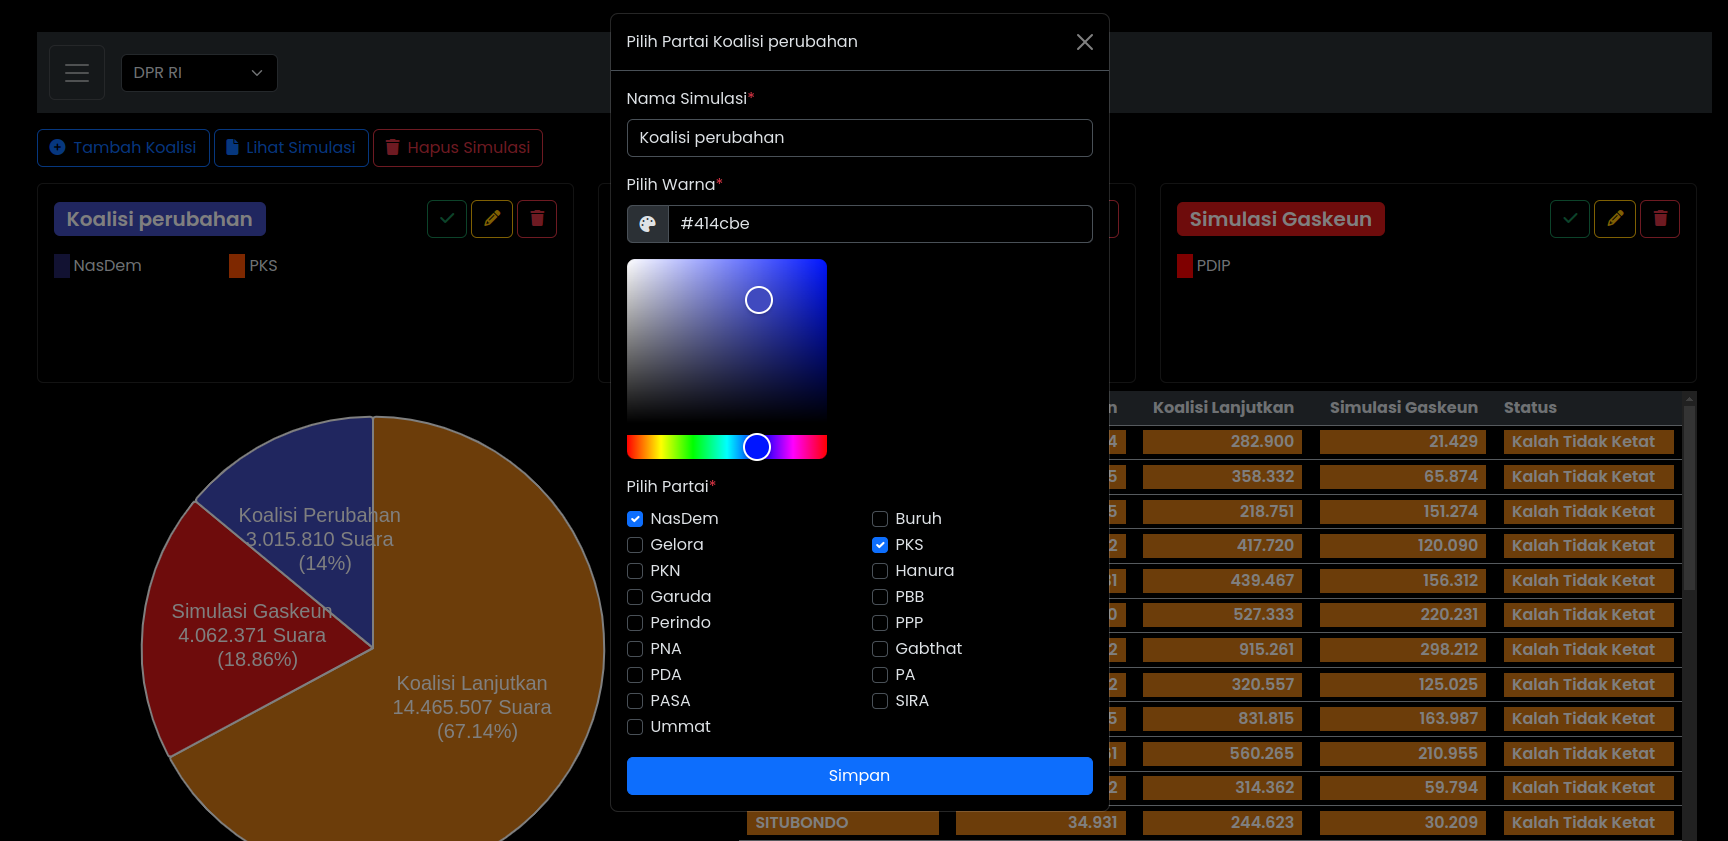 Pilih Partai Koalisi perubahan
DPR RI
Nama Simulasi*
Koalisi perubahan
Tambah Koalisi
Lihat Simulasi
Hapus Simulasi
Pilih Warna*
#414cbe
Koalisi perubahan
NasDem
PKS
Simulasi Gaskeun
PDIP
Pilih Partai*
NasDem
Buruh
Gelora
PKS
PKN
Hanura
Garuda
PBB
Perindo
PPP
PNA
Gabthat
PDA
PA
PASA
SIRA
Ummat
Simpan
Koalisi Perubahan
3.015.810 Suara
(14%)
Simulasi Gaskeun
4.062.371 Suara
(18.86%)
Koalisi Lanjutkan
14.465.507 Suara
(67.14%)
n Koalisi Lanjutkan Simulasi Gaskeun Status
4 282.900 21.429 Kalah Tidak Ketat
5 358.332 65.874 Kalah Tidak Ketat
5 218.751 151.274 Kalah Tidak Ketat
2 417.720 120.090 Kalah Tidak Ketat
31 439.467 156.312 Kalah Tidak Ketat
0 527.333 220.231 Kalah Tidak Ketat
2 915.261 298.212 Kalah Tidak Ketat
2 320.557 125.025 Kalah Tidak Ketat
5 831.815 163.987 Kalah Tidak Ketat
61 560.265 210.955 Kalah Tidak Ketat
2 314.362 59.794 Kalah Tidak Ketat
SITUBONDO 34.931 244.623 30.209 Kalah Tidak Ketat